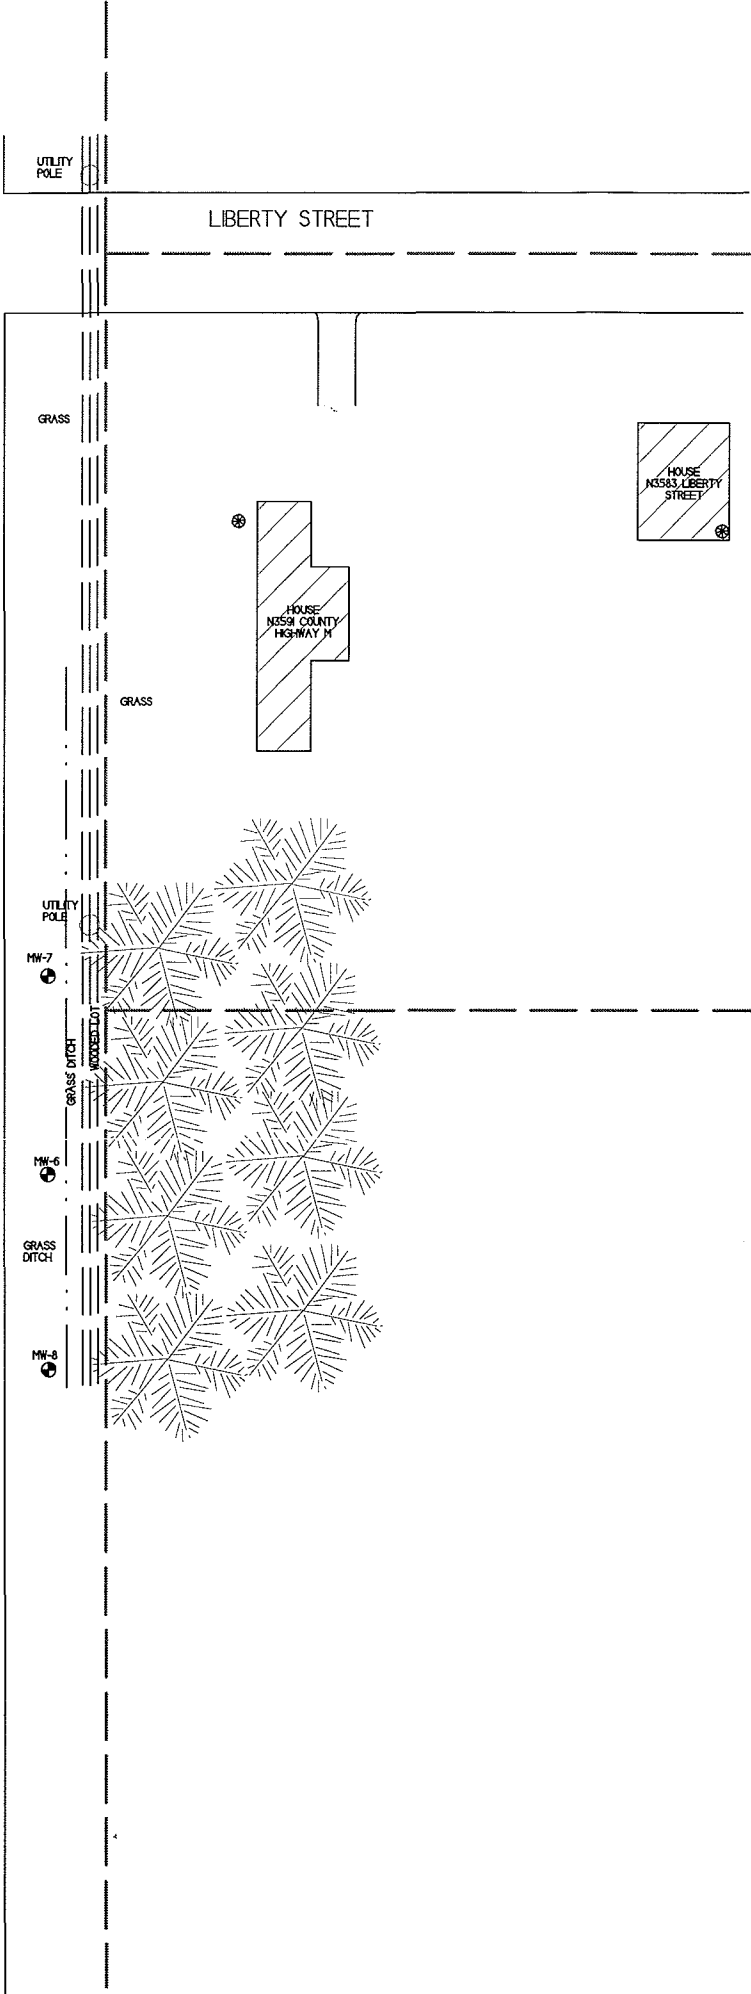 UTILITY
POLE
LIBERTY STREET
GRASS
HOUSE
N3583 LIBERTY
STREET
HOUSE
N3591 COUNTY
HIGHWAY M
GRASS
UTILITY
POLE
MW-7
WOODED LOT
GRASS DITCH
MW-6
GRASS
DITCH
MW-8